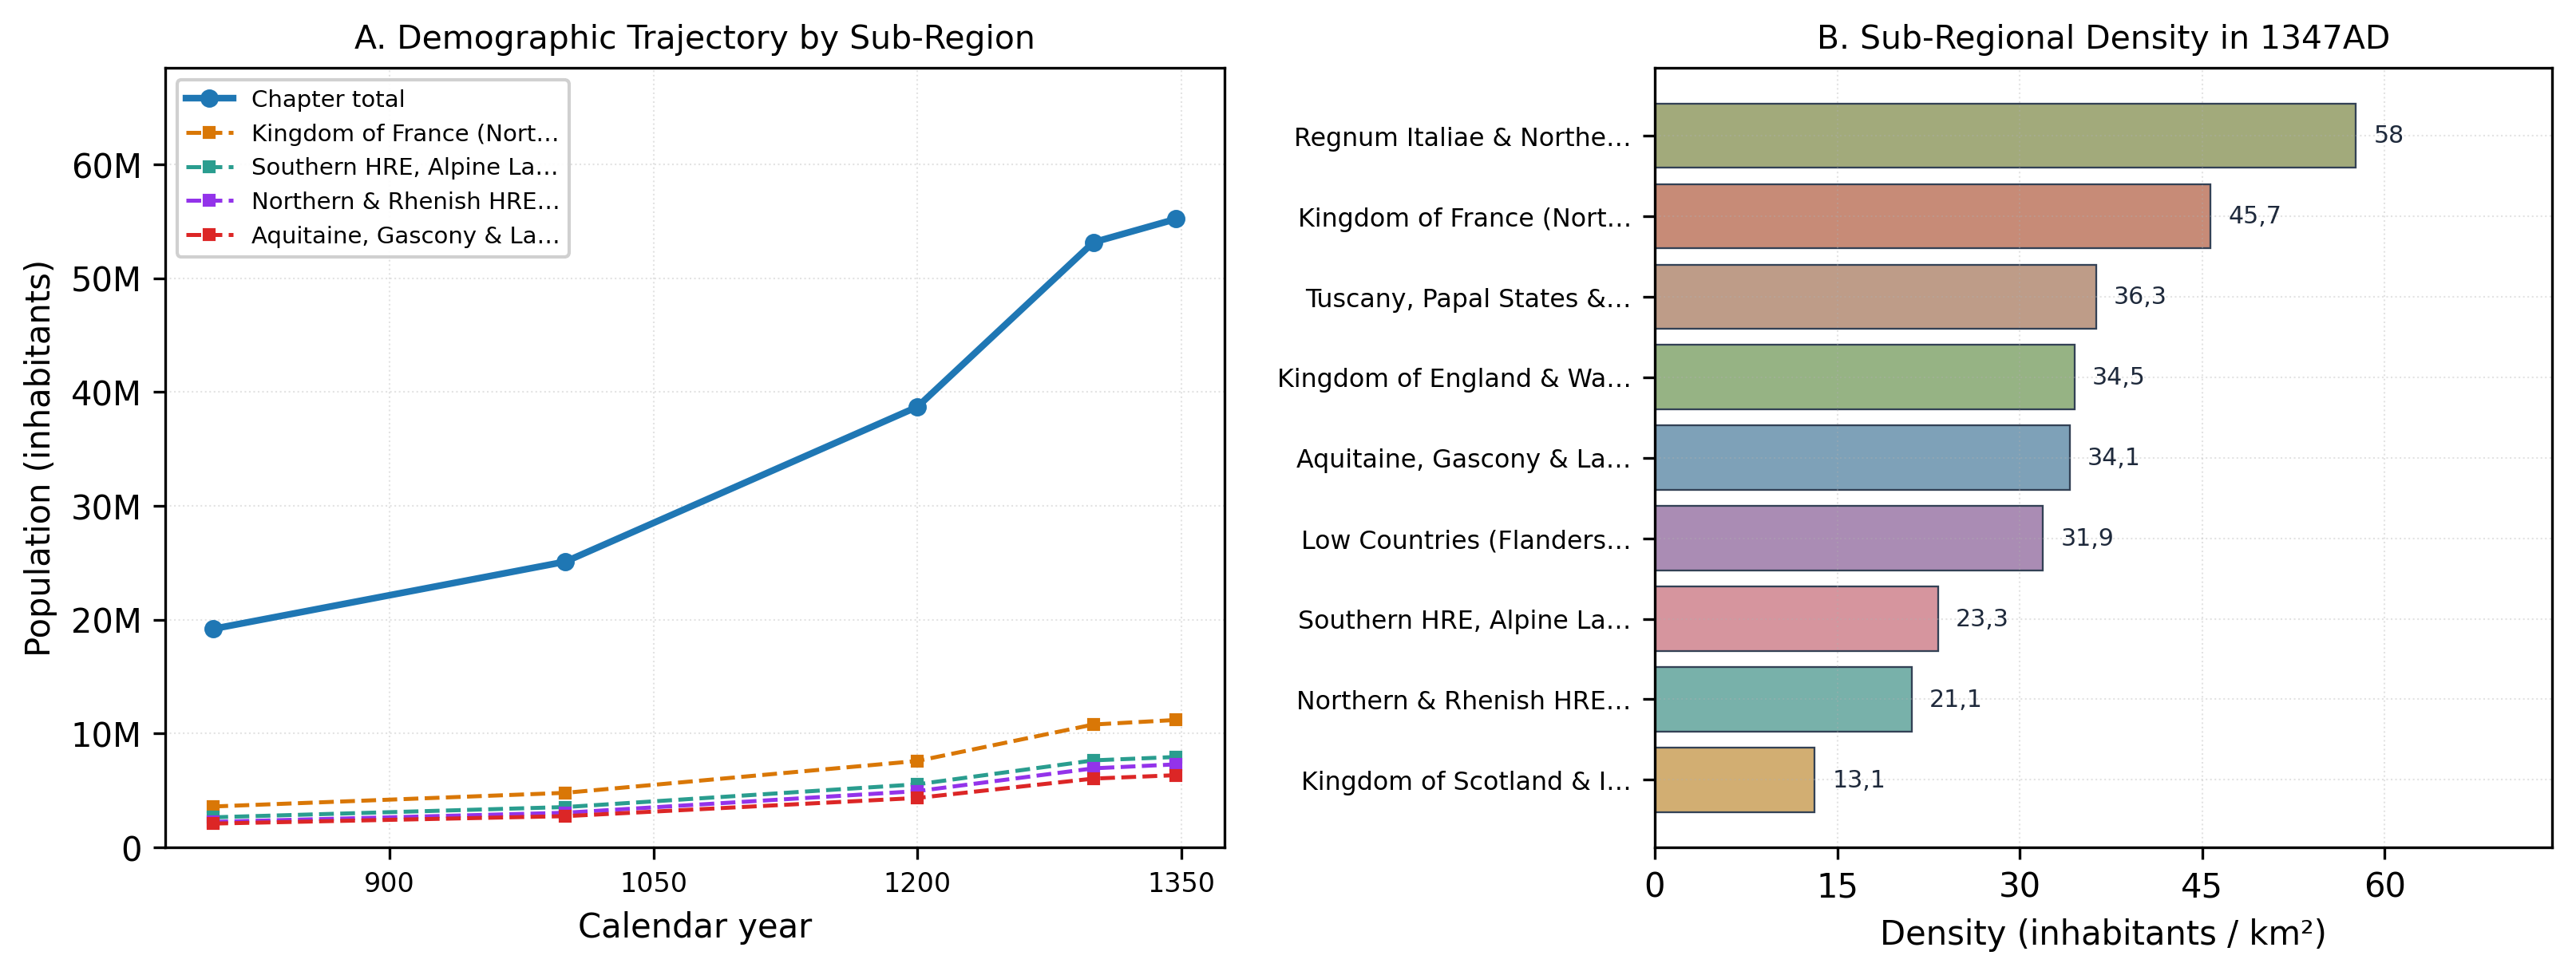 A. Demographic Trajectory by Sub-Region
Chapter total
Kingdom of France (Nort...
Southern HRE, Alpine La...
Northern & Rhenish HRE...
Aquitaine, Gascony & La...
Population (inhabitants)
60M
50M
40M
30M
20M
10M
0
900 1050 1200 1350
Calendar year
B. Sub-Regional Density in 1347AD
Regnum Italiae & Northe... 58
Kingdom of France (Nort... 45,7
Tuscany, Papal States &... 36,3
Kingdom of England & Wa... 34,5
Aquitaine, Gascony & La... 34,1
Low Countries (Flanders... 31,9
Southern HRE, Alpine La... 23,3
Northern & Rhenish HRE... 21,1
Kingdom of Scotland & I... 13,1
0 15 30 45 60
Density (inhabitants / km²)